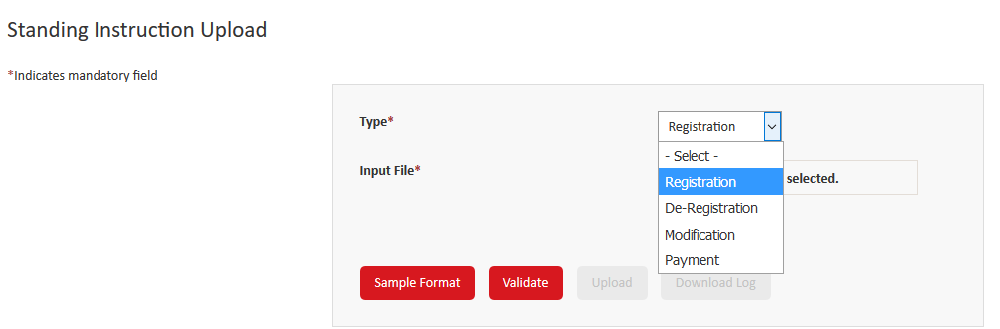 Standing Instruction Upload
*Indicates mandatory field
Type*
Registration
- Select -
Input File*
selected.
Registration
De-Registration
Modification
Payment
Sample Format
Validate
Upload
Download Log